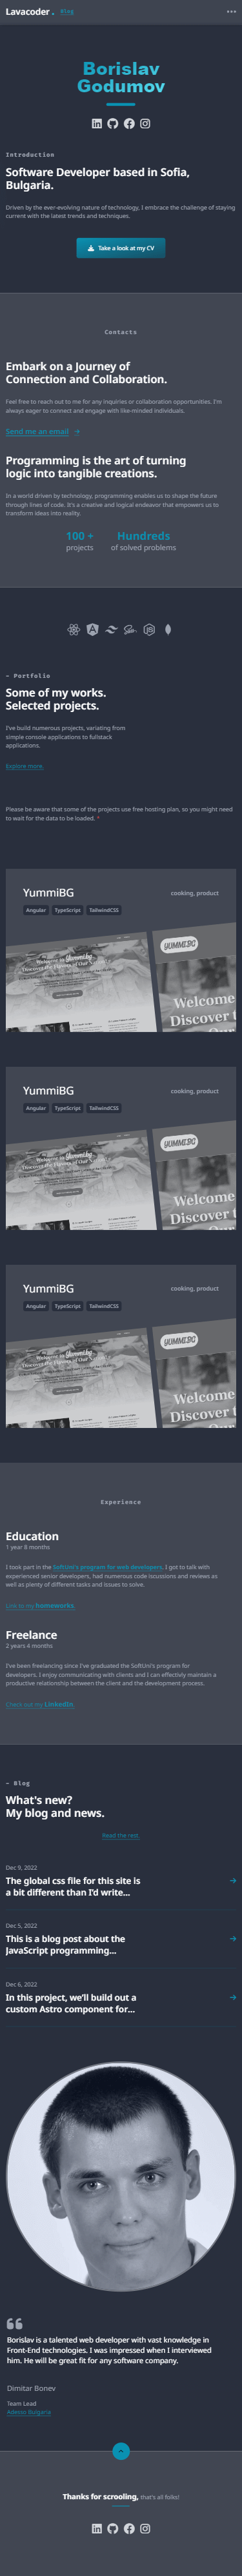 Lavacoder . Blog
Borislav
Godumov
Introduction
Software Developer based in Sofia,
Bulgaria.
Driven by the ever-evolving nature of technology, I embrace the challenge of staying
current with the latest trends and techniques.
Take a look at my CV
Contacts
Embark on a Journey of
Connection and Collaboration.
Feel free to reach out to me for any inquiries or collaboration opportunities. I'm
always eager to connect and engage with like-minded individuals.
Send me an email →
Programming is the art of turning
logic into tangible creations.
In a world driven by technology, programming enables us to shape the future
through lines of code. It's a creative and logical endeavor that empowers us to
transform ideas into reality.
100 + Hundreds
projects of solved problems
~ Portfolio
Some of my works.
Selected projects.
I've build numerous projects, variating from
simple console applications to fullstack
applications.
Explore more.
Please be aware that some of the projects use free hosting plan, so you might need
to wait for the data to be loaded. *
YummiBG cooking, product
Angular TypeScript TailwindCSS
YUMMI.BG
Welcome
Discover t
YummiBG cooking, product
Angular TypeScript TailwindCSS
YUMMI.BG
Welcome
Discover t
YummiBG cooking, product
Angular TypeScript TailwindCSS
YUMMI.BG
Welcome
Discover t
Experience
Education
1 year 8 months
I took part in the SoftUni's program for web developers. I got to talk with
experienced senior developers, had numerous code iscussions and reviews as
well as plenty of different tasks and issues to solve.
Link to my homeworks.
Freelance
2 years 4 months
I've been freelancing since I've graduated the SoftUni's program for
developers. I enjoy communicating with clients and I can effectivly maintain a
productive relationship between the client and the development process.
Check out my LinkedIn.
~ Blog
What's new?
My blog and news.
Read the rest.
Dec 9, 2022
The global css file for this site is
a bit different than I'd write... →
Dec 5, 2022
This is a blog post about the
JavaScript programming... →
Dec 6, 2022
In this project, we'll build out a
custom Astro component for... →
Borislav is a talented web developer with vast knowledge in
Front-End technologies. I was impressed when I interviewed
him. He will be great fit for any software company.
Dimitar Bonev
Team Lead
Adesso Bulgaria
Thanks for scrooling, that's all folks!